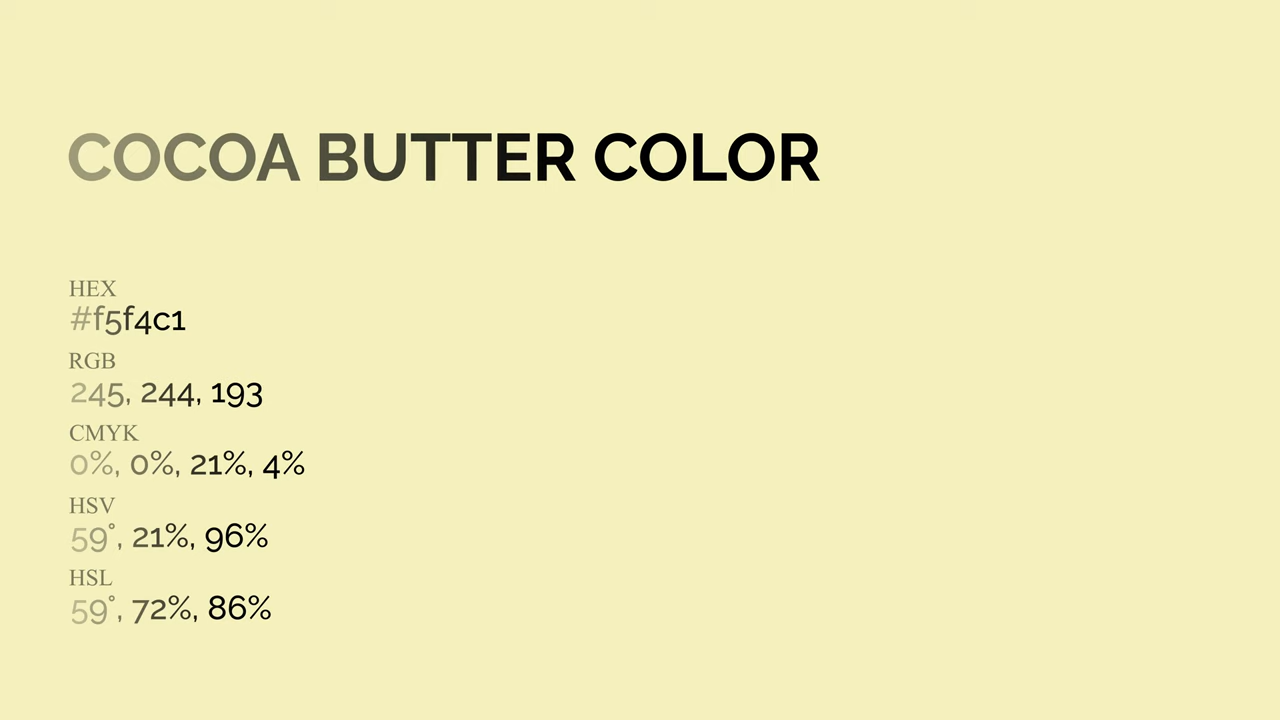 COCOA BUTTER COLOR
HEX
#f5f4c1
RGB
245, 244, 193
CMYK
0%, 0%, 21%, 4%
HSV
59°, 21%, 96%
HSL
59°, 72%, 86%